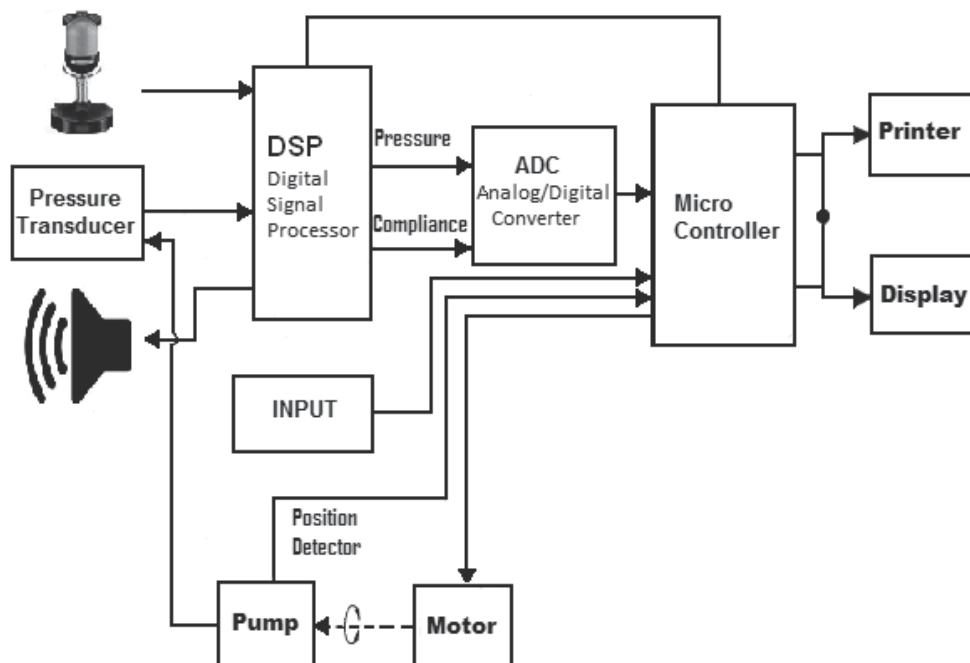 DSP
Digital
Signal
Processor
Pressure
Compliance
ADC
Analog/Digital
Converter
Micro
Controller
Printer
Display
Pressure
Transducer
INPUT
Position
Detector
Pump
Motor